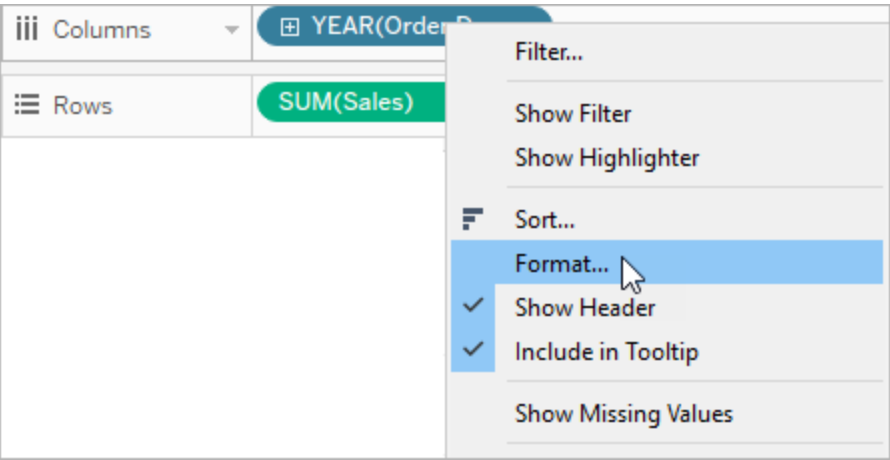 Columns
YEAR(Order D
Rows
SUM(Sales)
Filter...
Show Filter
Show Highlighter
Sort...
Format...
Show Header
Include in Tooltip
Show Missing Values